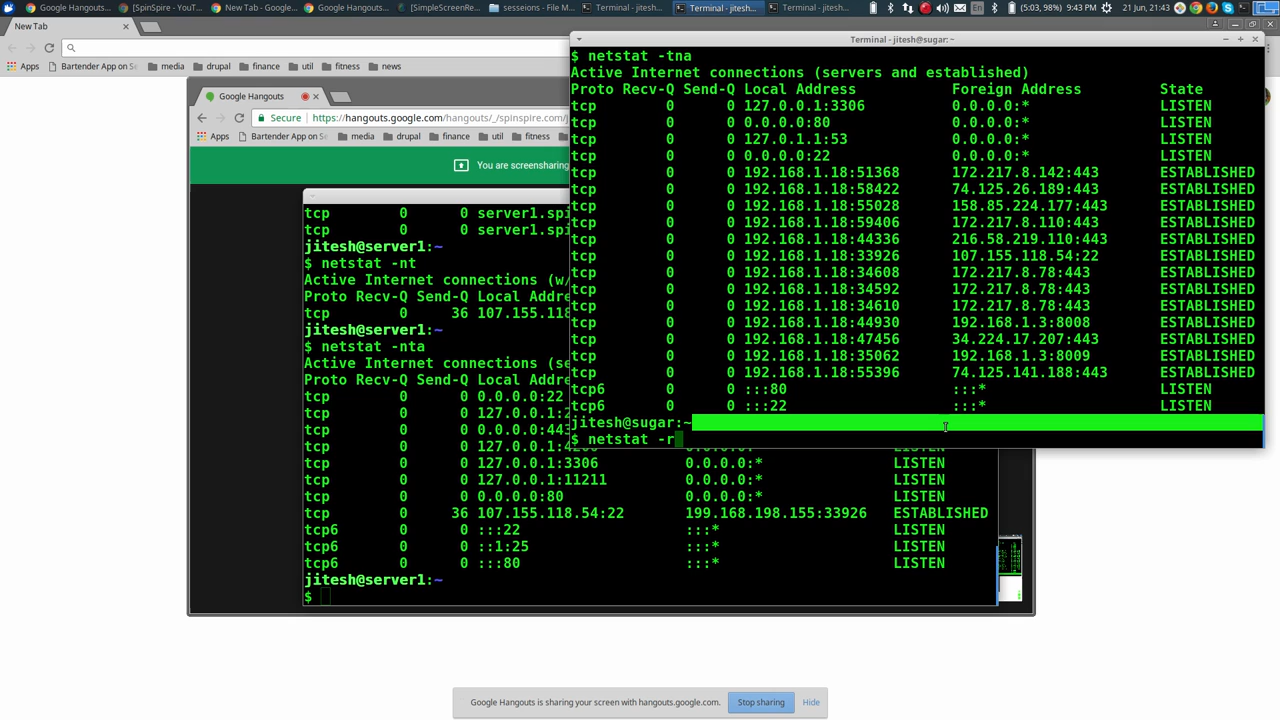 Google Hangouts...
[SpinSpire - YouT...
New Tab - Google...
Google Hangouts...
[SimpleScreenRe...
sesseions - File M...
Terminal - jitesh...
Terminal - jitesh...
Terminal - jitesh...
En
(5:03, 98%)
9:43 PM
21 Jun, 21:43
New Tab
Apps
Bartender App on S
media
drupal
finance
util
fitness
news
Google Hangouts
Secure
https://hangouts.google.com/hangouts/_/spinspire.com/j
Apps
Bartender App on S
media
drupal
finance
util
fitness
You are screensharing
tcp 0 0 server1.spi
tcp 0 0 server1.spi
jitesh@server1:~
$ netstat -nt
Active Internet connections (w/
Proto Recv-Q Send-Q Local Addre
tcp 0 36 107.155.118
jitesh@server1:~
$ netstat -nta
Active Internet connections (se
Proto Recv-Q Send-Q Local Addre
tcp 0 0 0.0.0.0:22
tcp 0 0 127.0.0.1:2
tcp 0 0 0.0.0.0:443
tcp 0 0 127.0.0.1:4200 0.0.0.0:* LISTEN
tcp 0 0 127.0.0.1:3306 0.0.0.0:* LISTEN
tcp 0 0 127.0.0.1:11211 0.0.0.0:* LISTEN
tcp 0 0 0.0.0.0:80 0.0.0.0:* LISTEN
tcp 0 36 107.155.118.54:22 199.168.198.155:33926 ESTABLISHED
tcp6 0 0 :::22 :::* LISTEN
tcp6 0 0 ::1:25 :::* LISTEN
tcp6 0 0 :::80 :::* LISTEN
jitesh@server1:~
$
Terminal - jitesh@sugar: ~
$ netstat -tna
Active Internet connections (servers and established)
Proto Recv-Q Send-Q Local Address Foreign Address State
tcp 0 0 127.0.0.1:3306 0.0.0.0:* LISTEN
tcp 0 0 0.0.0.0:80 0.0.0.0:* LISTEN
tcp 0 0 127.0.1.1:53 0.0.0.0:* LISTEN
tcp 0 0 0.0.0.0:22 0.0.0.0:* LISTEN
tcp 0 0 192.168.1.18:51368 172.217.8.142:443 ESTABLISHED
tcp 0 0 192.168.1.18:58422 74.125.26.189:443 ESTABLISHED
tcp 0 0 192.168.1.18:55028 158.85.224.177:443 ESTABLISHED
tcp 0 0 192.168.1.18:59406 172.217.8.110:443 ESTABLISHED
tcp 0 0 192.168.1.18:44336 216.58.219.110:443 ESTABLISHED
tcp 0 0 192.168.1.18:33926 107.155.118.54:22 ESTABLISHED
tcp 0 0 192.168.1.18:34608 172.217.8.78:443 ESTABLISHED
tcp 0 0 192.168.1.18:34592 172.217.8.78:443 ESTABLISHED
tcp 0 0 192.168.1.18:34610 172.217.8.78:443 ESTABLISHED
tcp 0 0 192.168.1.18:44930 192.168.1.3:8008 ESTABLISHED
tcp 0 0 192.168.1.18:47456 34.224.17.207:443 ESTABLISHED
tcp 0 0 192.168.1.18:35062 192.168.1.3:8009 ESTABLISHED
tcp 0 0 192.168.1.18:55396 74.125.141.188:443 ESTABLISHED
tcp6 0 0 :::80 :::* LISTEN
tcp6 0 0 :::22 :::* LISTEN
jitesh@sugar:~
$ netstat -r
Google Hangouts is sharing your screen with hangouts.google.com.
Stop sharing
Hide